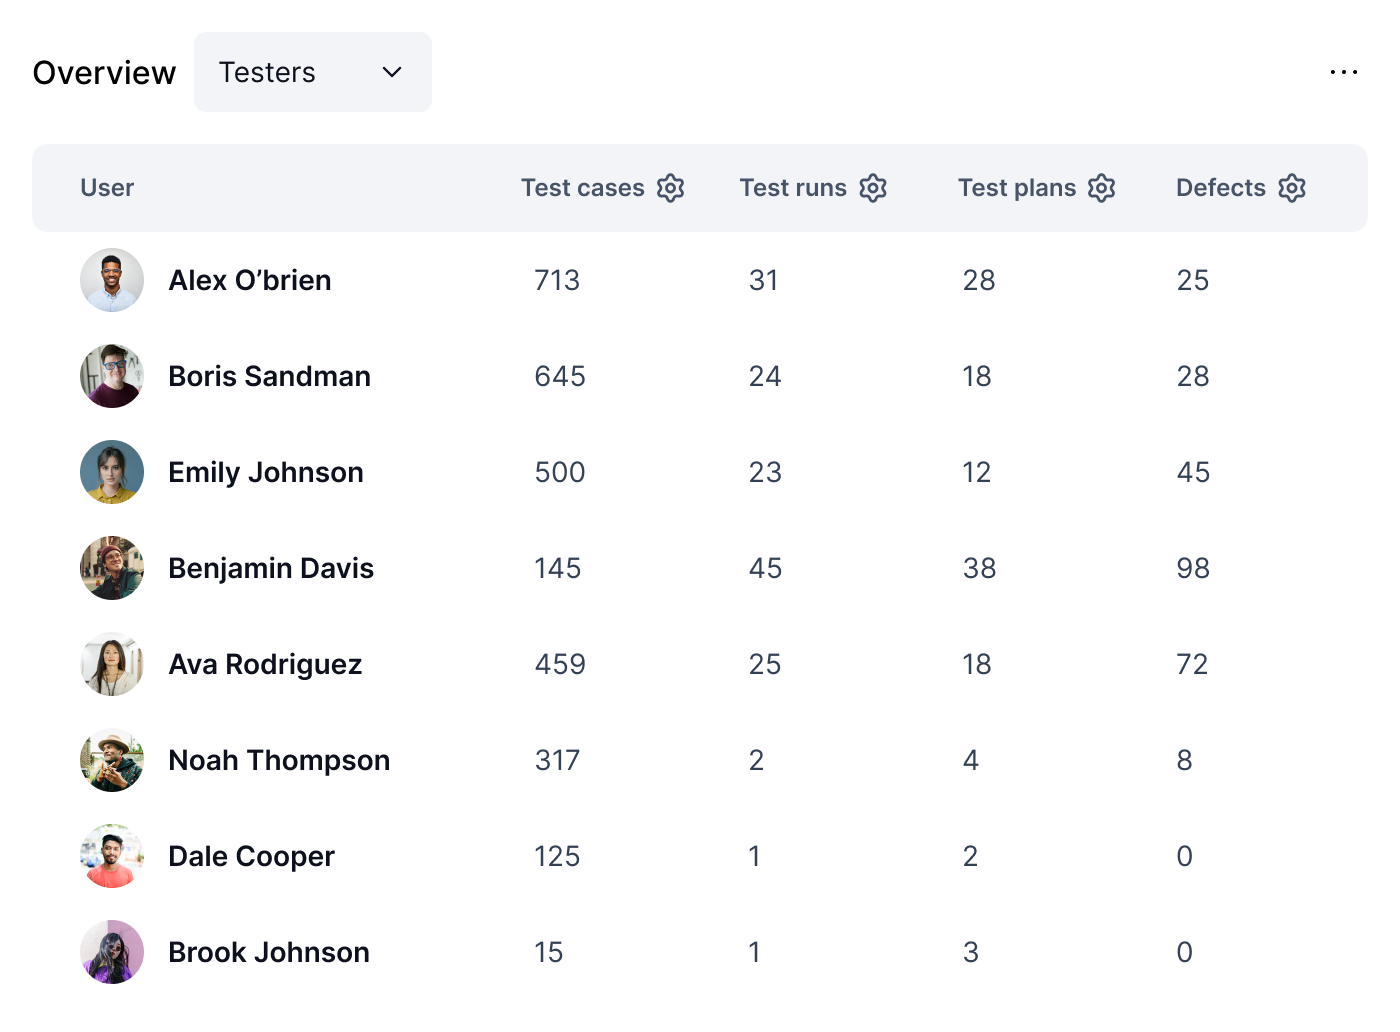 Overview Testers
User Test cases Test runs Test plans Defects
Alex O’brien 713 31 28 25
Boris Sandman 645 24 18 28
Emily Johnson 500 23 12 45
Benjamin Davis 145 45 38 98
Ava Rodriguez 459 25 18 72
Noah Thompson 317 2 4 8
Dale Cooper 125 1 2 0
Brook Johnson 15 1 3 0